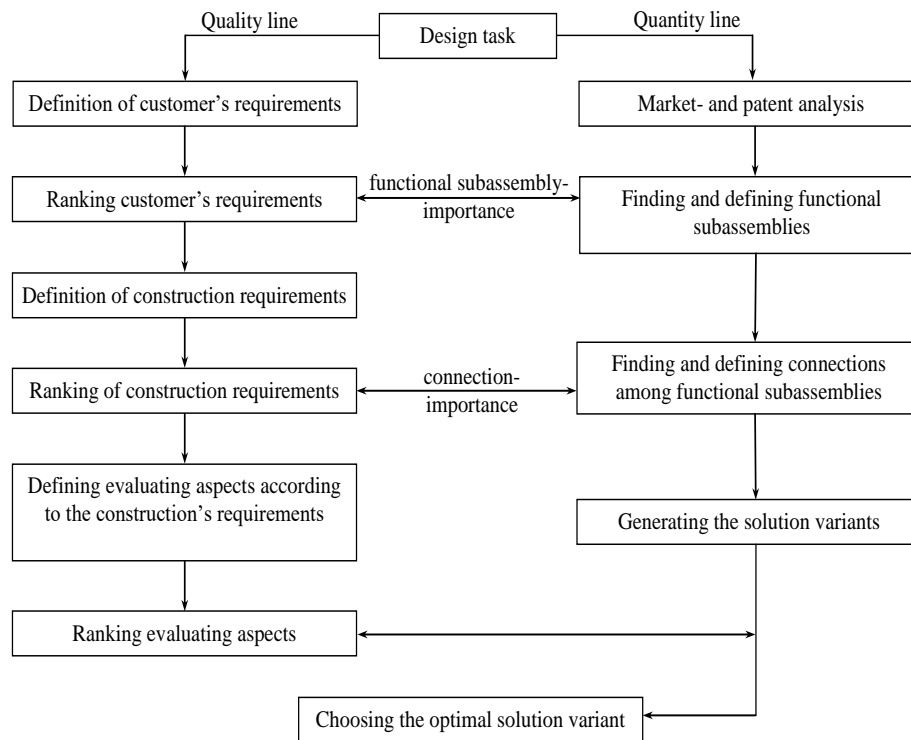 Quality line
Design task
Quantity line
Definition of customer's requirements
Market- and patent analysis
Ranking customer's requirements
functional subassembly-
importance
Finding and defining functional
subassemblies
Definition of construction requirements
Ranking of construction requirements
connection-
importance
Finding and defining connections
among functional subassemblies
Defining evaluating aspects according
to the construction's requirements
Generating the solution variants
Ranking evaluating aspects
Choosing the optimal solution variant